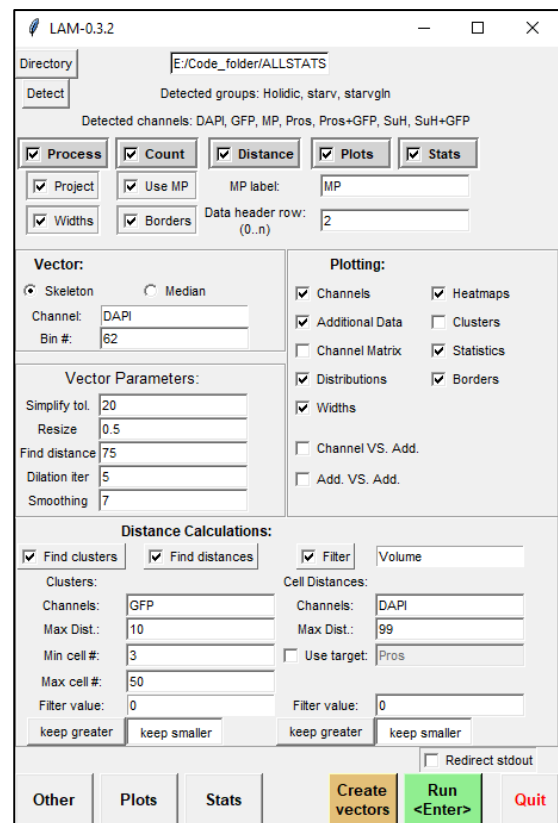 LAM-0.3.2
Directory E:/Code_folder/ALLSTATS
Detect Detected groups: Holidic, starv, starvgln
Detected channels: DAPI, GFP, MP, Pros, Pros+GFP, SuH, SuH+GFP
Process Count Distance Plots Stats
Project Use MP MP label: MP
Widths Borders Data header row: (0..n) 2
Vector:
Skeleton Median
Channel: DAPI
Bin #: 62
Plotting:
Channels Heatmaps
Additional Data Clusters
Channel Matrix Statistics
Distributions Borders
Widths
Channel VS. Add.
Add. VS. Add.
Vector Parameters:
Simplify tol. 20
Resize 0.5
Find distance 75
Dilation iter 5
Smoothing 7
Distance Calculations:
Find clusters Find distances Filter Volume
Clusters: Cell Distances:
Channels: GFP Channels: DAPI
Max Dist.: 10 Max Dist.: 99
Min cell #: 3 Use target: Pros
Max cell #: 50
Filter value: 0 Filter value: 0
keep greater keep smaller keep greater keep smaller
Redirect stdout
Other Plots Stats Create vectors Run <Enter> Quit